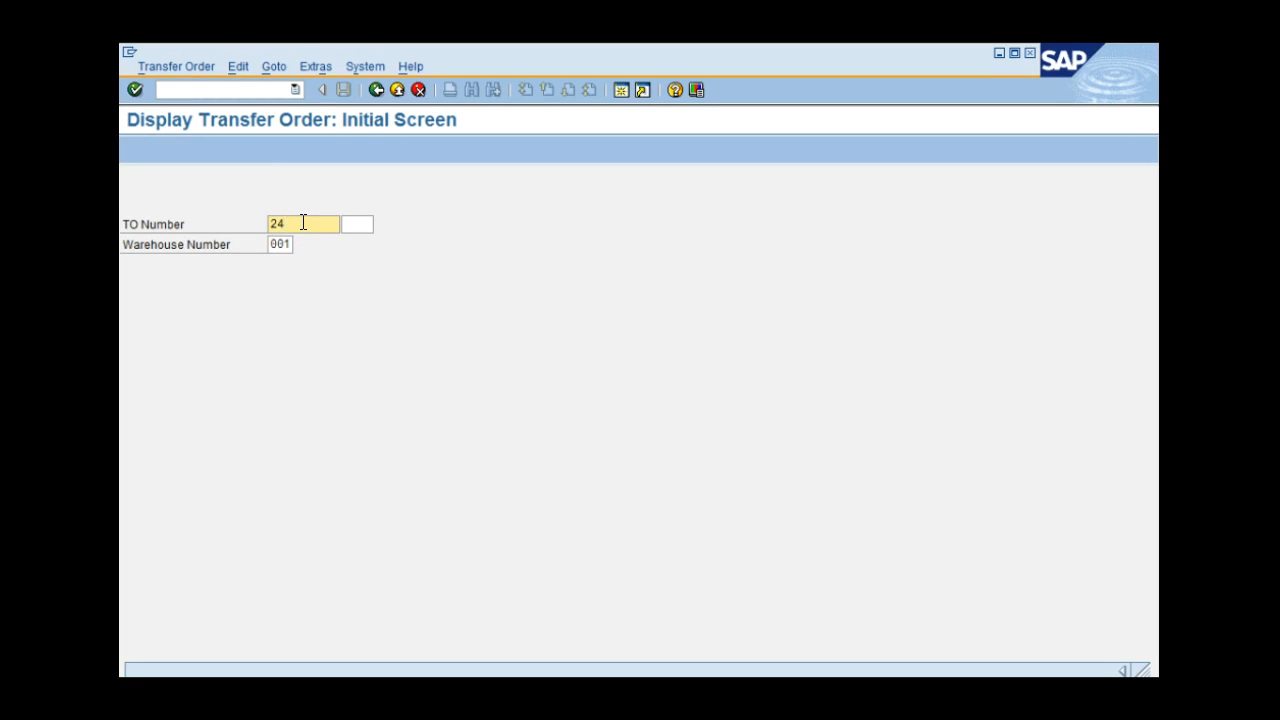 SAP
Transfer Order Edit Goto Extras System Help
Display Transfer Order: Initial Screen
TO Number 24
Warehouse Number 001